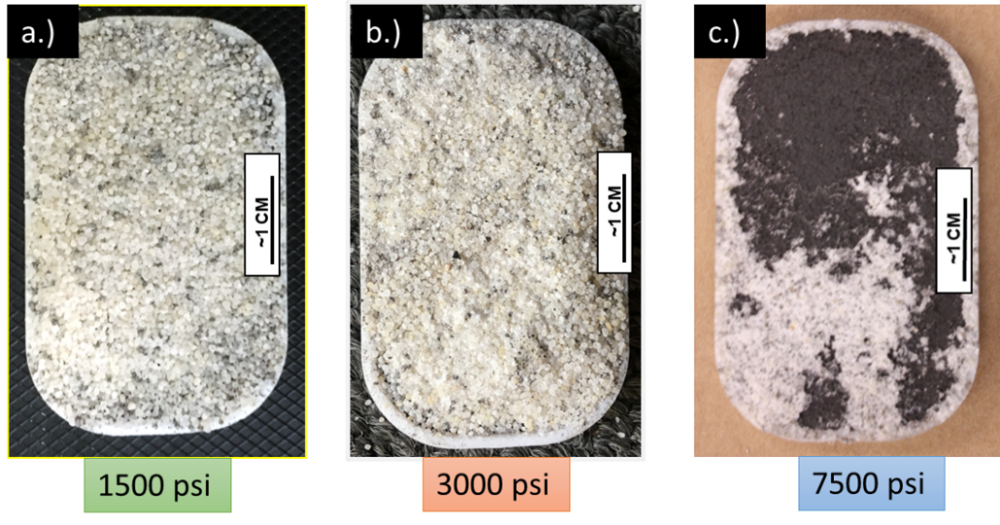 a.)
b.)
c.)
~1 CM
~1 CM
~1 CM
1500 psi
3000 psi
7500 psi